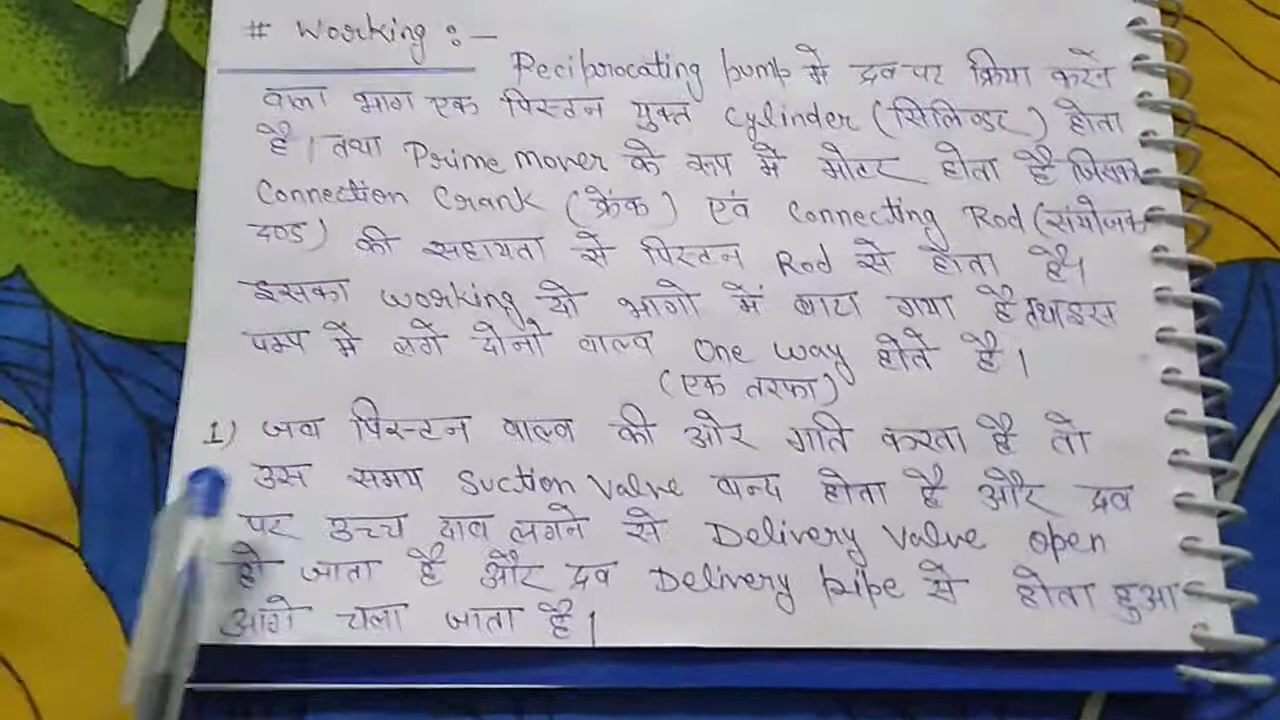 # Working :-
Reciprocating pump में द्रव पर क्रिया करने
वाला भाग एक पिस्टन युक्त Cylinder (सिलिण्डर) होता
है। तथा Prime mover के रूप में मोटर होता है जिसका
Connection Crank (क्रेंक) एवं Connecting Rod (संयोजक
दण्ड) की सहायता से पिस्टन Rod से होता है।
इसका working दो भागो में बाटा गया है तथा इस
पम्प में लगे दोनो वाल्व One way होते है।
(एक तरफा)
1) जब पिस्टन वाल्व की ओर गति करता है तो
उस समय Suction Valve बन्द होता है और द्रव
पर उच्च दाब लगने से Delivery Valve open
हो जाता है और द्रव Delivery pipe से होता हुआ
आगे चला जाता है।